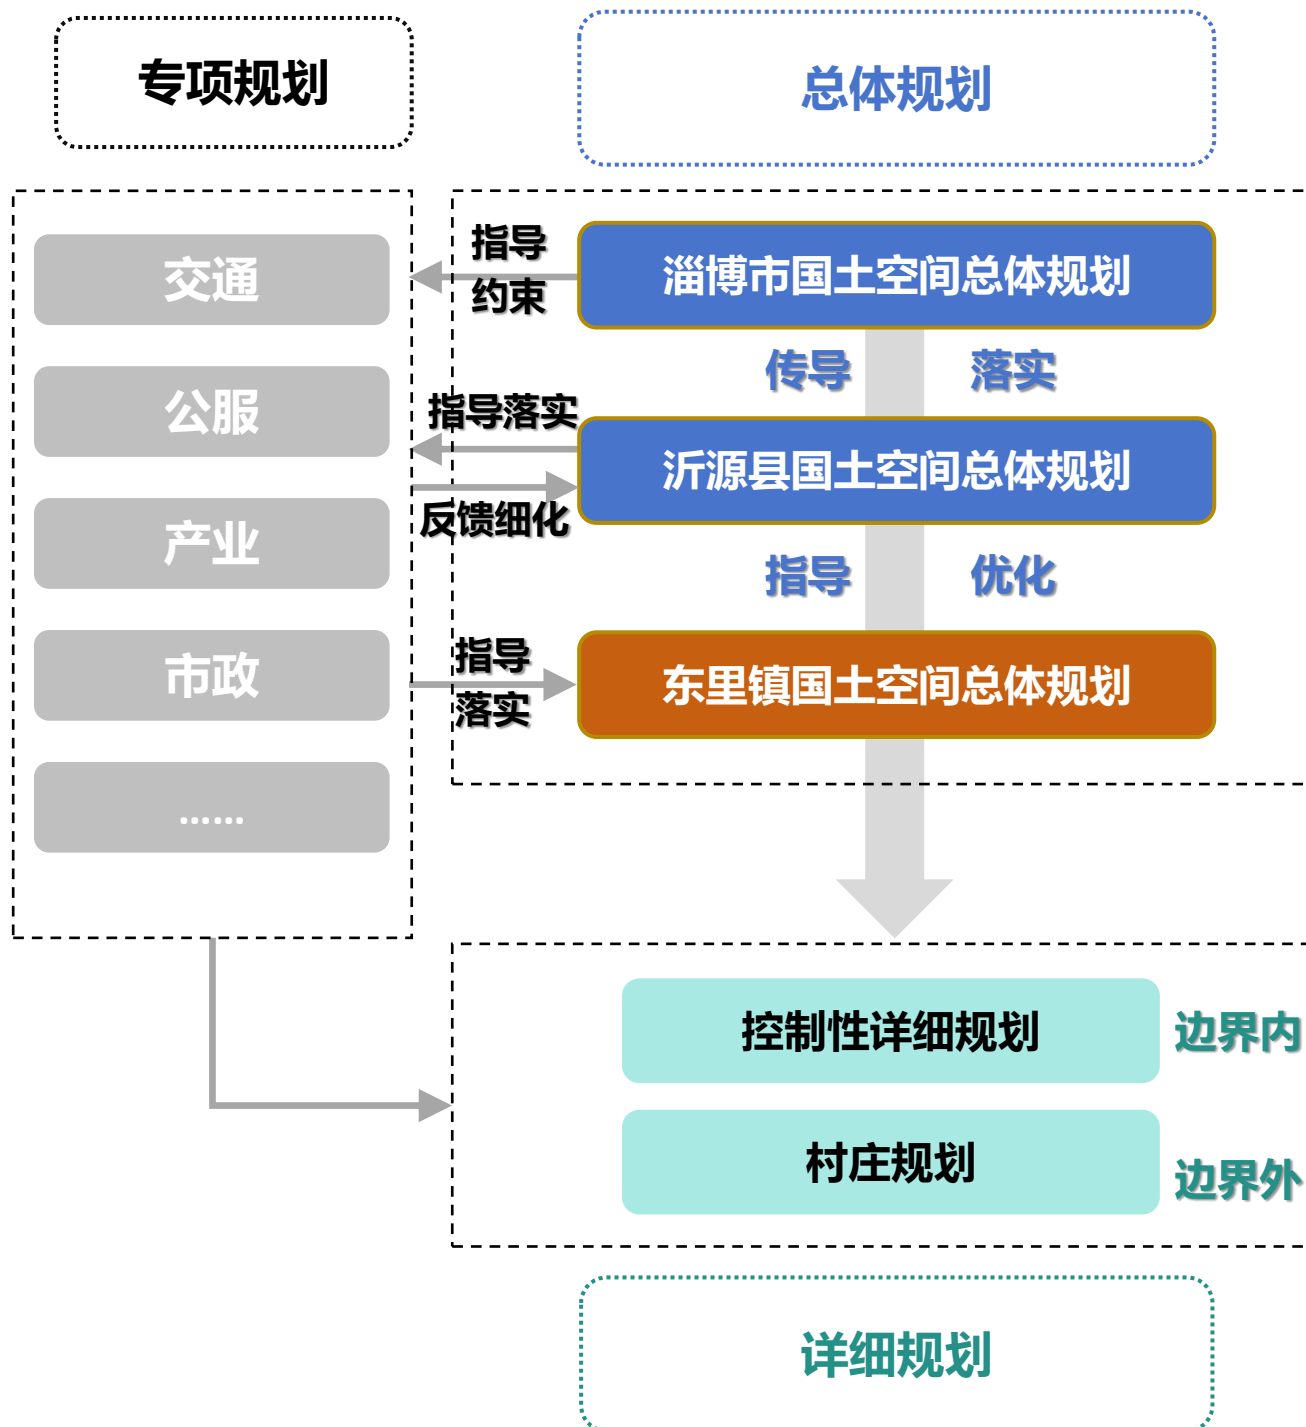 专项规划
总体规划
交通
公服
产业
市政
......
指导
约束
指导落实
反馈细化
指导
落实
淄博市国土空间总体规划
传导
落实
沂源县国土空间总体规划
指导
优化
东里镇国土空间总体规划
控制性详细规划
边界内
村庄规划
边界外
详细规划